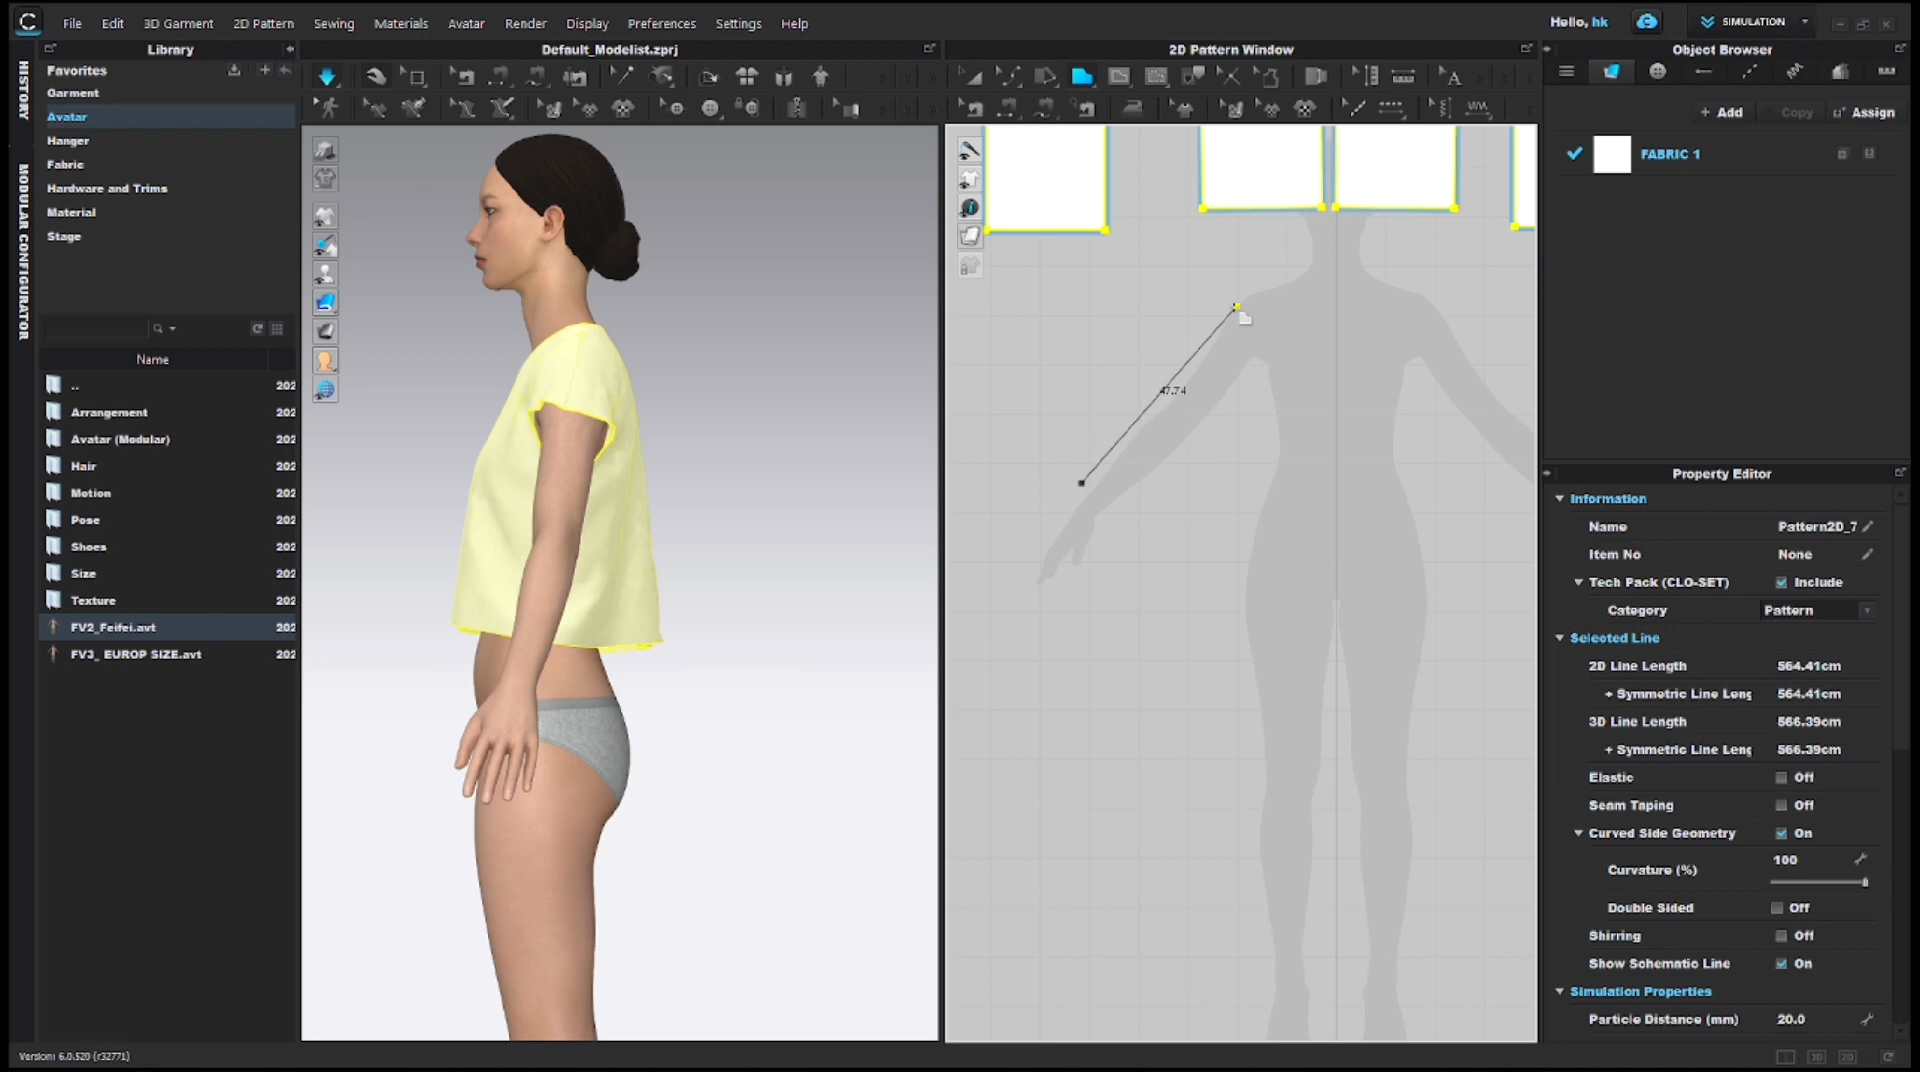 File Edit 3D Garment 2D Pattern Sewing Materials Avatar Render Display Preferences Settings Help
Hello, hk
SIMULATION
HISTORY
MODULAR CONFIGURATOR
Library
Favorites
Garment
Avatar
Hanger
Fabric
Hardware and Trims
Material
Stage
Name
.. 202
Arrangement 202
Avatar (Modular) 202
Hair 202
Motion 202
Pose 202
Shoes 202
Size 202
Texture 202
FV2_Feifei.avt 202
FV3_ EUROP SIZE.avt 202
Default_Modelist.zprj
2D Pattern Window
47.74
Object Browser
+ Add Copy Assign
FABRIC 1
Property Editor
Information
Name Pattern2D_7
Item No None
Tech Pack (CLO-SET) Include
Category Pattern
Selected Line
2D Line Length 564.41cm
+ Symmetric Line Leng 564.41cm
3D Line Length 566.39cm
+ Symmetric Line Leng 566.39cm
Elastic Off
Seam Taping Off
Curved Side Geometry On
Curvature (%) 100
Double Sided Off
Shirring Off
Show Schematic Line On
Simulation Properties
Particle Distance (mm) 20.0
Version: 6.0.520 (r32771)
3D 2D